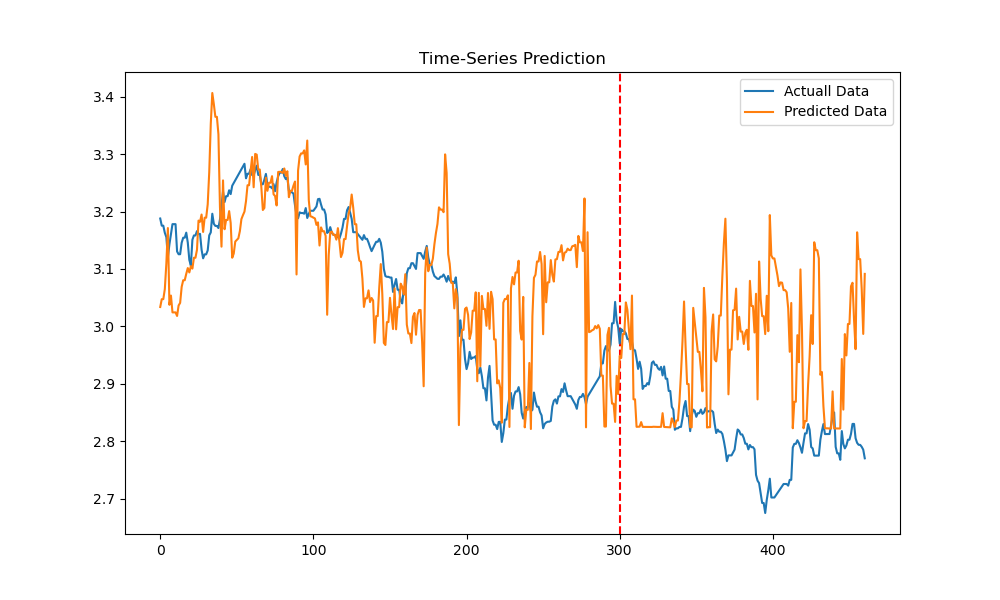 Time-Series Prediction
Actuall Data
Predicted Data
3.4
3.3
3.2
3.1
3.0
2.9
2.8
2.7
0 100 200 300 400